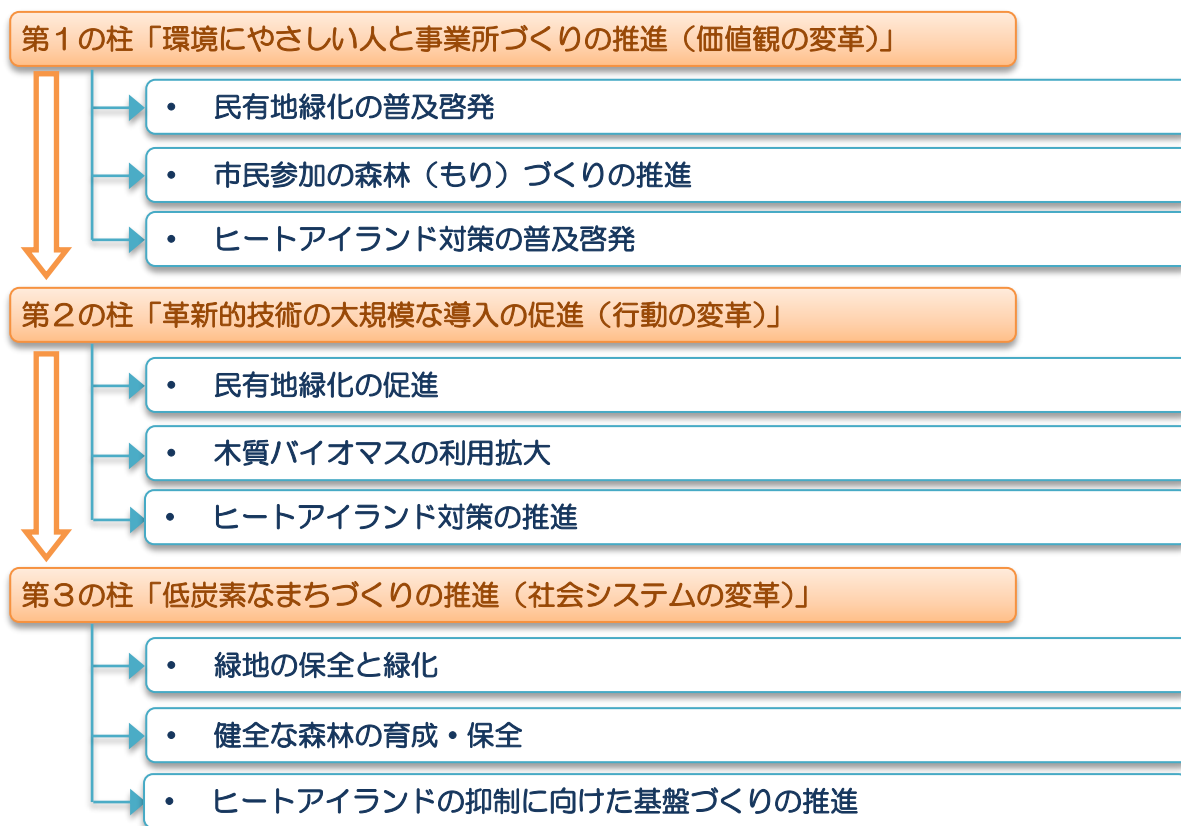 第１の柱「環境にやさしい人と事業所づくりの推進（価値観の変革）」
• 民有地緑化の普及啓発
• 市民参加の森林（もり）づくりの推進
• ヒートアイランド対策の普及啓発
第２の柱「革新的技術の大規模な導入の促進（行動の変革）」
• 民有地緑化の促進
• 木質バイオマスの利用拡大
• ヒートアイランド対策の推進
第３の柱「低炭素なまちづくりの推進（社会システムの変革）」
• 緑地の保全と緑化
• 健全な森林の育成・保全
• ヒートアイランドの抑制に向けた基盤づくりの推進